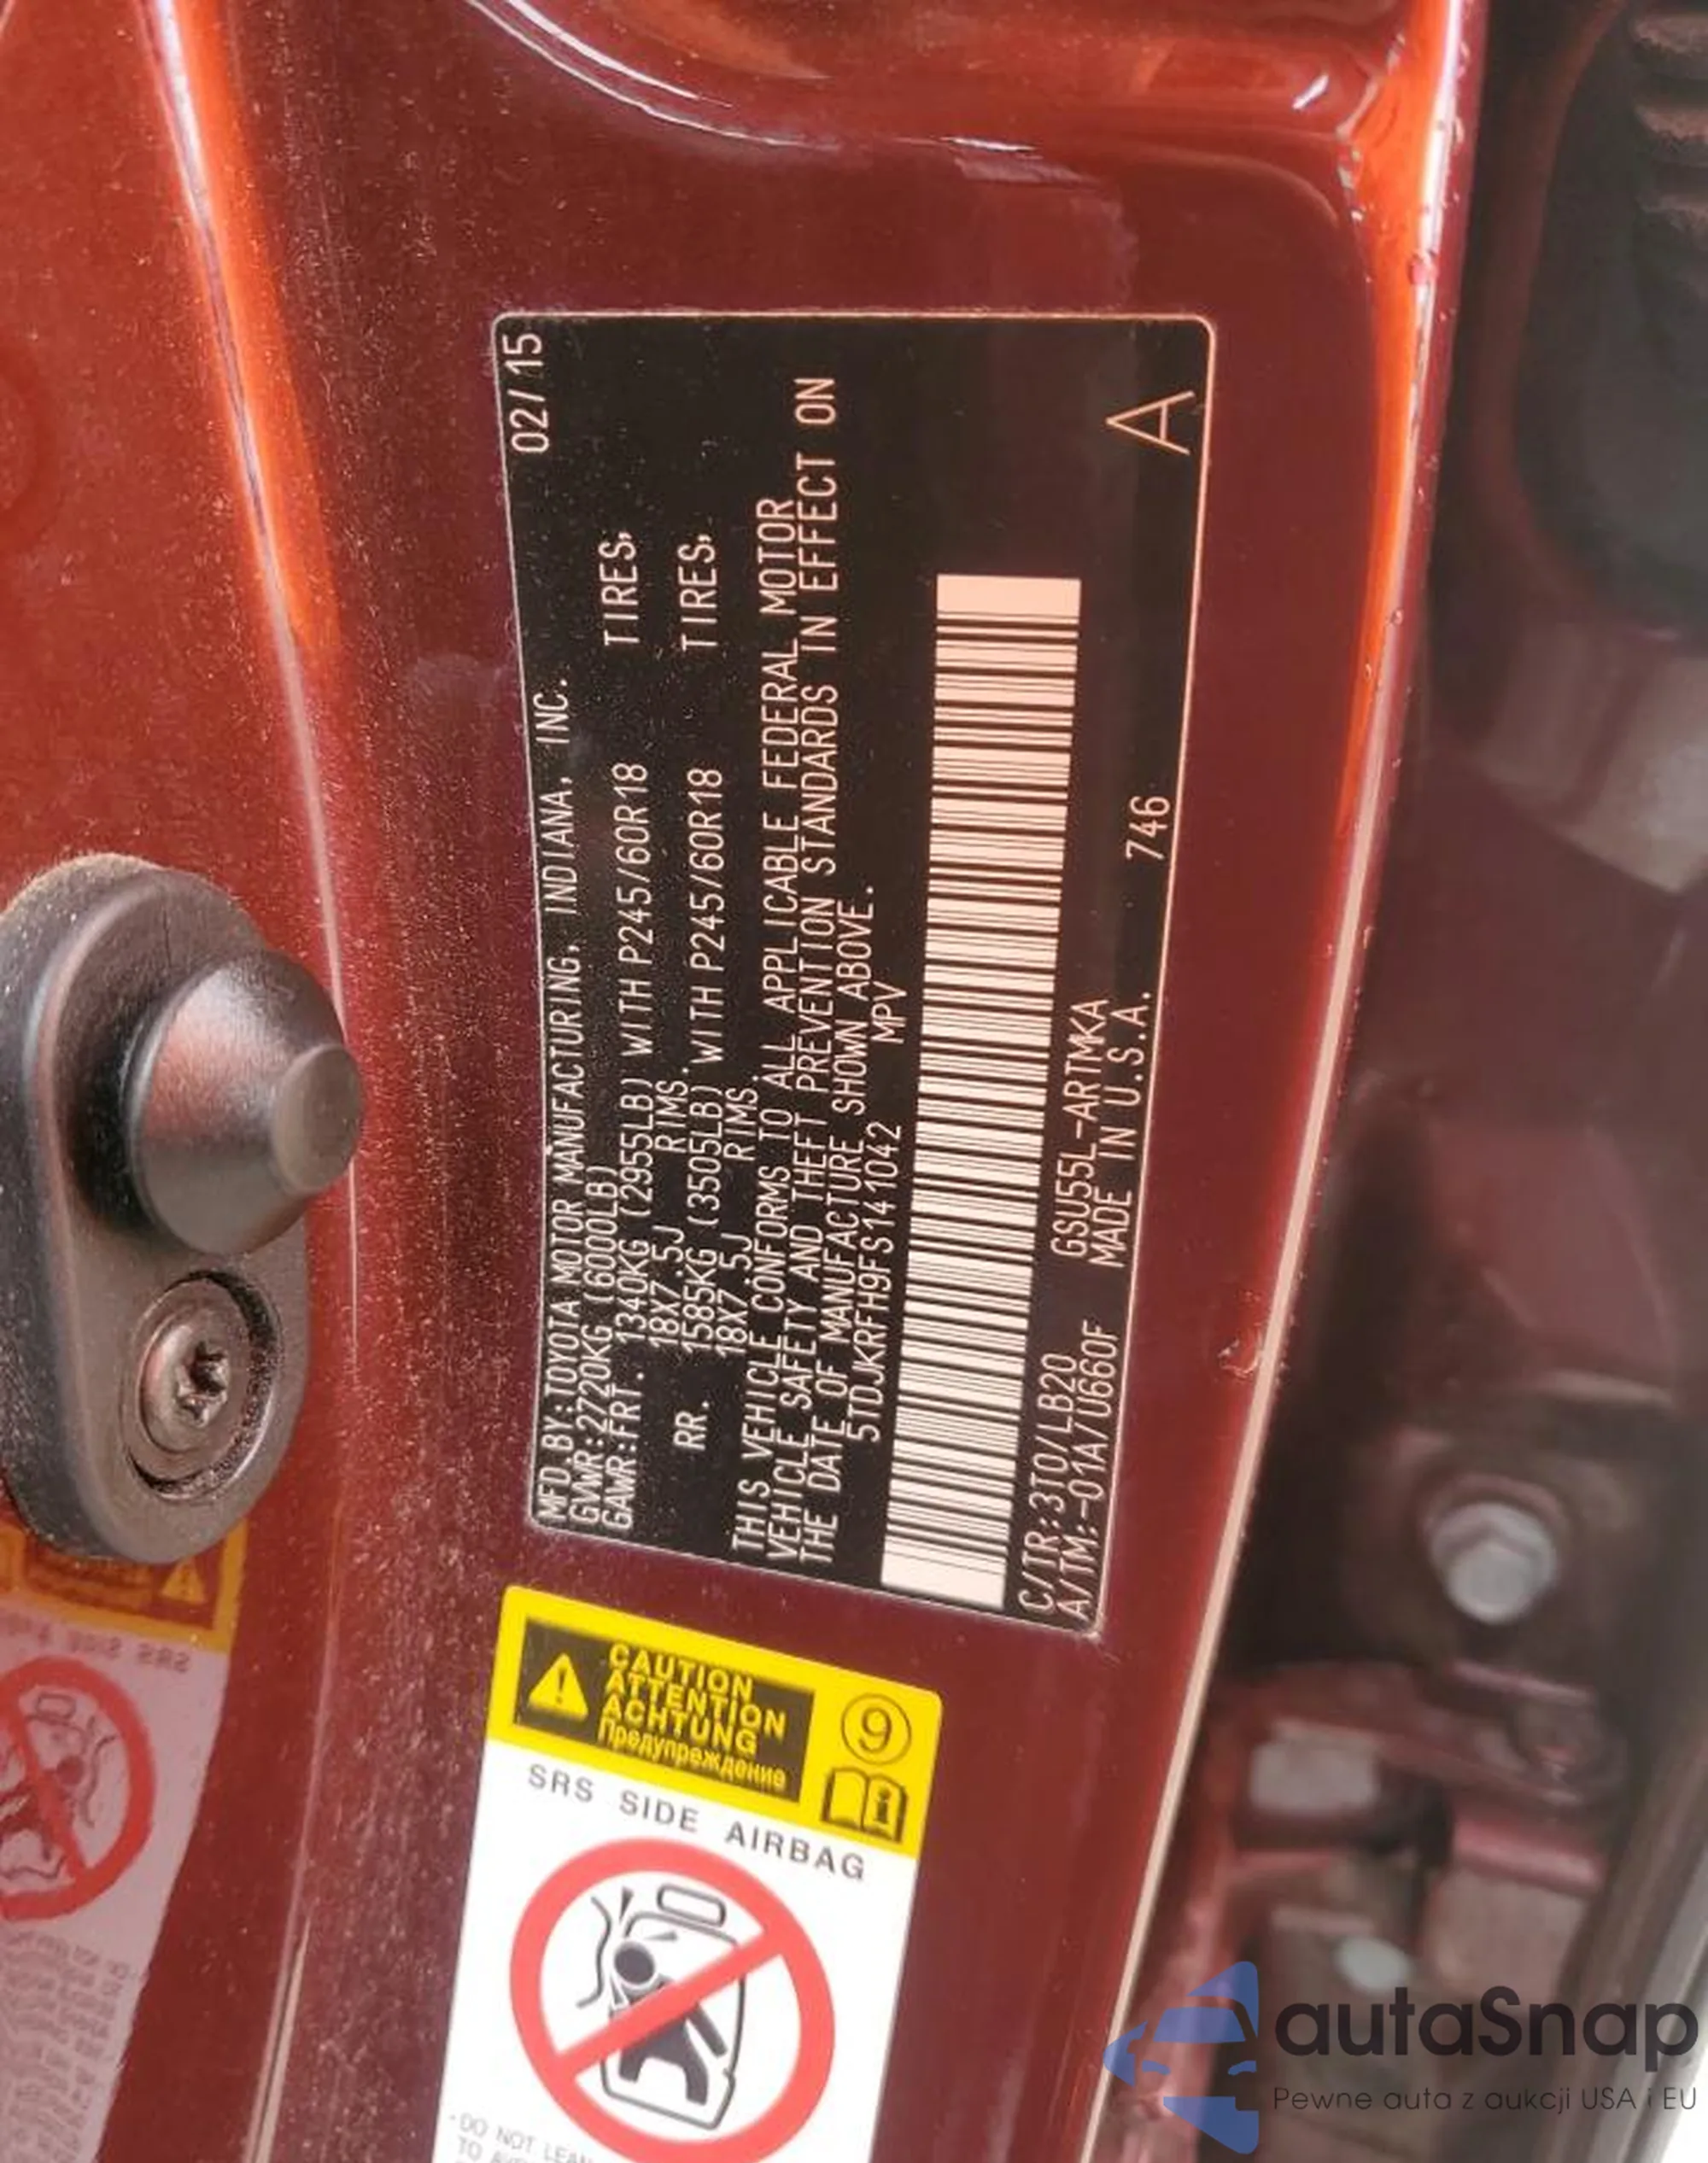 MFD.BY:TOYOTA MOTOR MANUFACTURING, INDIANA, INC. 02/15
GVWR:2720KG (6000LB)
GAWR:FRT. 1340KG (2955LB) WITH P245/60R18 TIRES,
18X7.5J RIMS.
RR. 1585KG (3505LB) WITH P245/60R18 TIRES,
18X7.5J RIMS.
THIS VEHICLE CONFORMS TO ALL APPLICABLE FEDERAL MOTOR
VEHICLE SAFETY AND THEFT PREVENTION STANDARDS IN EFFECT ON
THE DATE OF MANUFACTURE SHOWN ABOVE.
5TDJKRFH9FS141042 MPV
C/TR:3T0/LB20 GSU55L-ARTMKA
A/TM:-01A/U660F MADE IN U.S.A. 746
A
CAUTION
ATTENTION
ACHTUNG
Предупреждение
9
SRS SIDE AIRBAG
DO NOT LEAN
autaSnap
Pewne auta z aukcji USA i EU